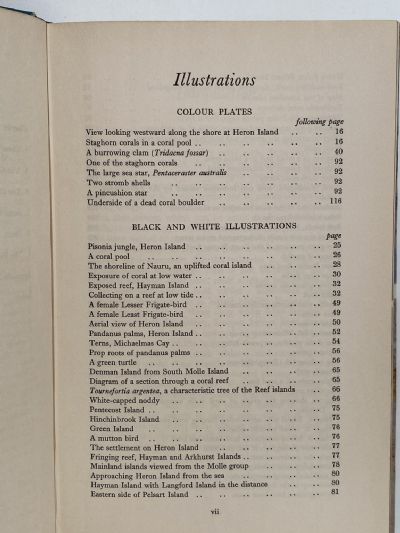 Illustrations
COLOUR PLATES
following page
View looking westward along the shore at Heron Island .. .. 16
Staghorn corals in a coral pool .. .. .. .. 16
A burrowing clam (Tridacna fossar) .. .. .. .. 40
One of the staghorn corals .. .. .. .. 92
The large sea star, Pentaceraster australis .. .. .. 92
Two stromb shells .. .. .. .. .. 92
A pincushion star .. .. .. .. .. 92
Underside of a dead coral boulder .. .. .. .. 116
BLACK AND WHITE ILLUSTRATIONS
page
Pisonia jungle, Heron Island .. .. .. .. .. 25
A coral pool .. .. .. .. .. .. 26
The shoreline of Nauru, an uplifted coral island .. .. .. 28
Exposure of coral at low water .. .. .. .. .. 30
Exposed reef, Hayman Island .. .. .. .. .. 32
Collecting on a reef at low tide .. .. .. .. .. 32
A female Lesser Frigate-bird .. .. .. .. .. 49
A female Least Frigate-bird .. .. .. .. .. 49
Aerial view of Heron Island .. .. .. .. .. 50
Pandanus palms, Heron Island .. .. .. .. .. 52
Terns, Michaelmas Cay .. .. .. .. .. .. 54
Prop roots of pandanus palms .. .. .. .. .. 56
A green turtle .. .. .. .. .. .. 56
Denman Island from South Molle Island .. .. .. .. 65
Diagram of a section through a coral reef .. .. .. .. 65
Tournefortia argentea, a characteristic tree of the Reef islands .. .. 66
White-capped noddy .. .. .. .. .. .. 66
Pentecost Island .. .. .. .. .. .. 75
Hinchinbrook Island .. .. .. .. .. .. 75
Green Island .. .. .. .. .. .. 76
A mutton bird .. .. .. .. .. .. 76
The settlement on Heron Island .. .. .. .. .. 77
Fringing reef, Hayman and Arkhurst Islands .. .. .. .. 77
Mainland islands viewed from the Molle group .. .. .. 78
Approaching Heron Island from the sea .. .. .. .. 80
Hayman Island with Langford Island in the distance .. .. .. 80
Eastern side of Pelsart Island .. .. .. .. .. 81
vii